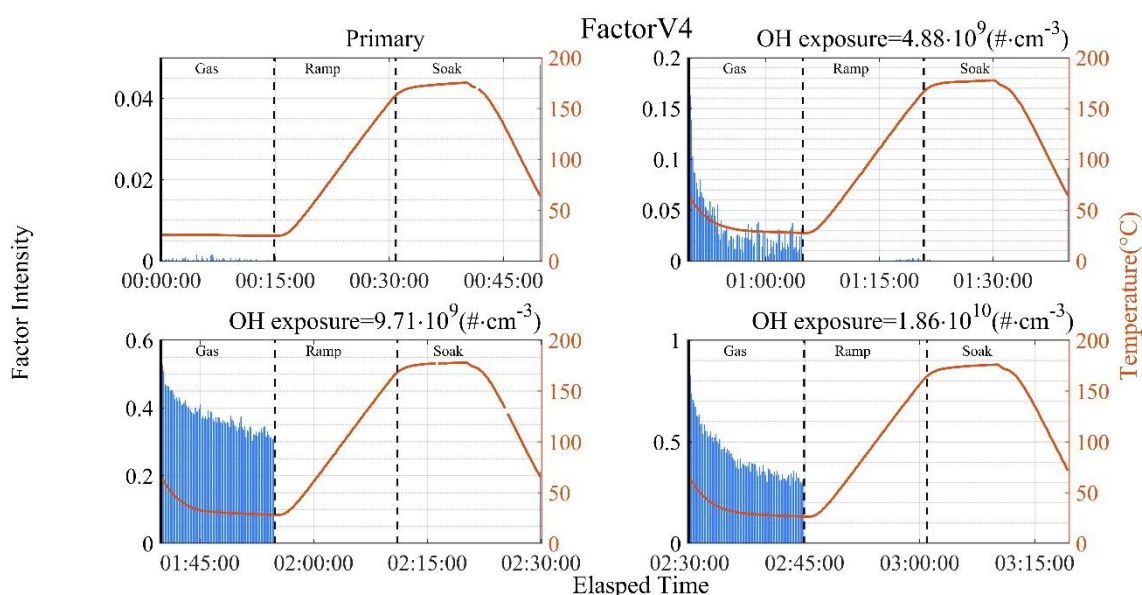 FactorV4
Primary
OH exposure=4.88·10^9(#·cm^-3)
Gas Ramp Soak
Gas Ramp Soak
0.04
0.02
0
200
150
100
50
0
0.2
0.15
0.1
0.05
0
200
150
100
50
0
00:00:00 00:15:00 00:30:00 00:45:00
01:00:00 01:15:00 01:30:00
Factor Intensity
Temperature(°C)
OH exposure=9.71·10^9(#·cm^-3)
OH exposure=1.86·10^10(#·cm^-3)
Gas Ramp Soak
Gas Ramp Soak
0.6
0.4
0.2
0
200
150
100
50
0
1
0.5
0
200
150
100
50
0
01:45:00 02:00:00 02:15:00 02:30:00
02:30:00 02:45:00 03:00:00 03:15:00
Elasped Time